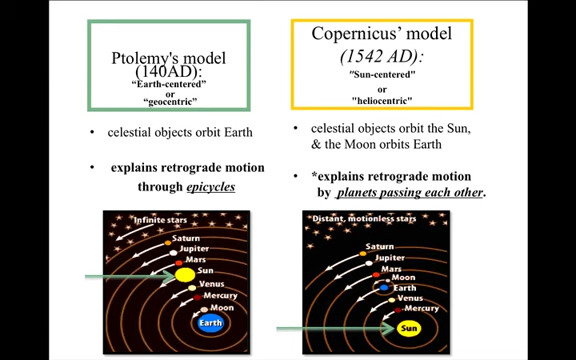 Ptolemy's model
(140AD):
“Earth-centered”
or
“geocentric”
• celestial objects orbit Earth
• explains retrograde motion
through epicycles
Infinite stars
Saturn
Jupiter
Mars
Sun
Venus
Mercury
Moon
Earth
Copernicus’ model
(1542 AD):
"Sun-centered"
or
"heliocentric"
• celestial objects orbit the Sun,
& the Moon orbits Earth
• *explains retrograde motion
by planets passing each other.
Distant, motionless stars
Saturn
Jupiter
Mars
Moon
Earth
Venus
Mercury
Sun